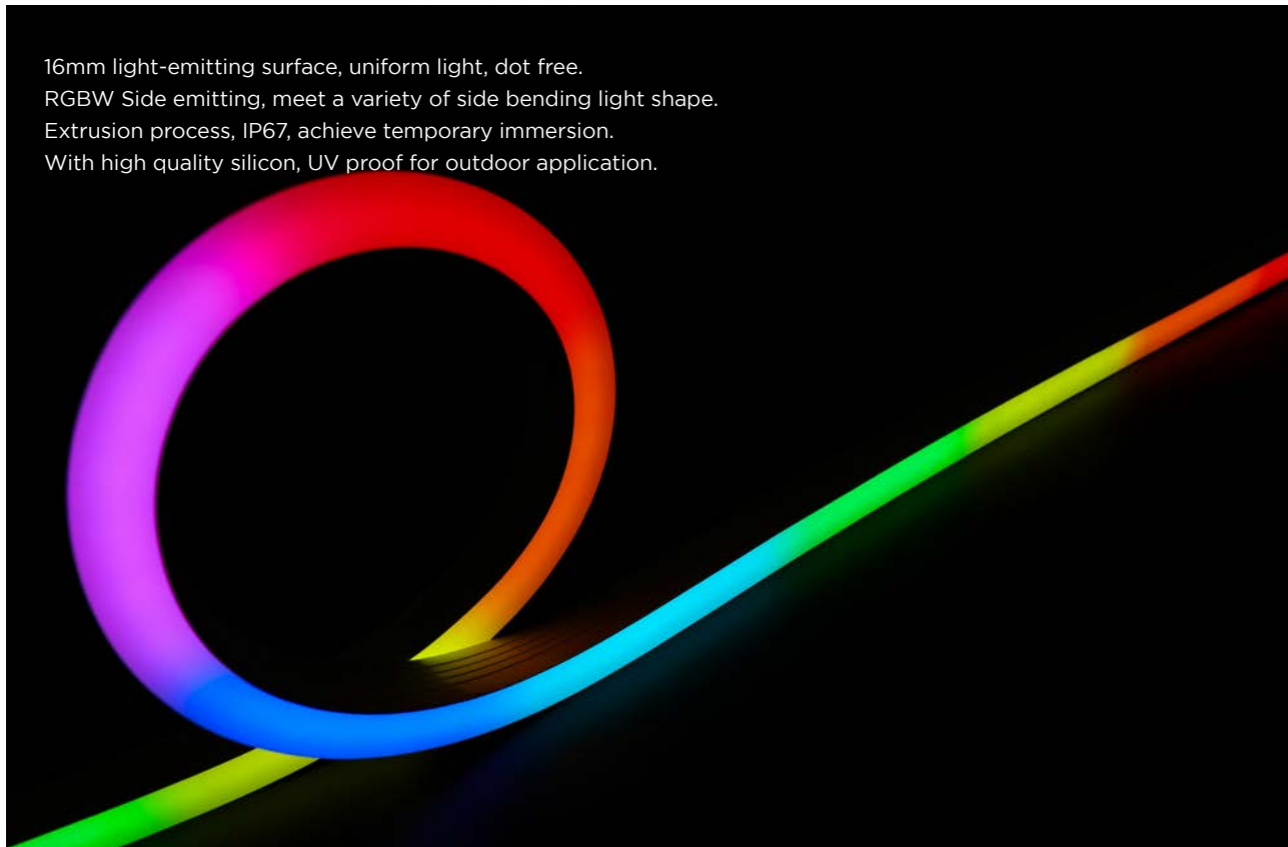 16mm light-emitting surface, uniform light, dot free.
RGBW Side emitting, meet a variety of side bending light shape.
Extrusion process, IP67, achieve temporary immersion.
With high quality silicon, UV proof for outdoor application.